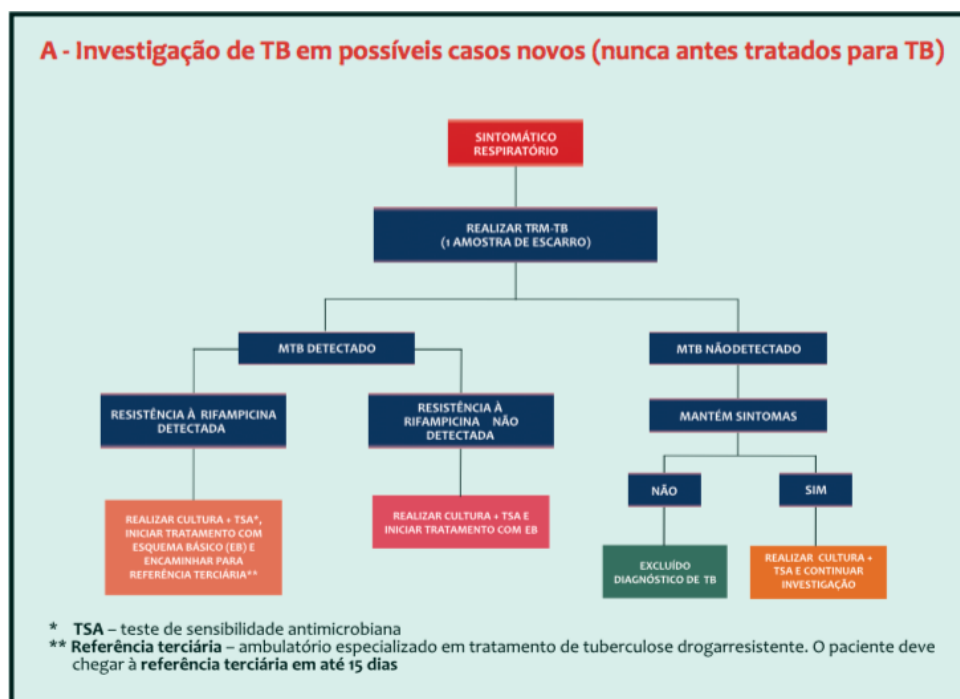 A - Investigação de TB em possíveis casos novos (nunca antes tratados para TB)
SINTOMÁTICO
RESPIRATÓRIO
REALIZAR TRM-TB
(1 AMOSTRA DE ESCARRO)
MTB DETECTADO
MTB NÃO DETECTADO
RESISTÊNCIA À RIFAMPICINA
DETECTADA
RESISTÊNCIA À
RIFAMPICINA NÃO
DETECTADA
MANTÉM SINTOMAS
NÃO
SIM
REALIZAR CULTURA + TSA*,
INICIAR TRATAMENTO COM
ESQUEMA BÁSICO (EB) E
ENCAMINHAR PARA
REFERÊNCIA TERCIÁRIA**
REALIZAR CULTURA + TSA E
INICIAR TRATAMENTO COM EB
EXCLUÍDO
DIAGNÓSTICO DE TB
REALIZAR CULTURA +
TSA E CONTINUAR
INVESTIGAÇÃO
* TSA – teste de sensibilidade antimicrobiana
** Referência terciária – ambulatório especializado em tratamento de tuberculose drogarresistente. O paciente deve
chegar à referência terciária em até 15 dias